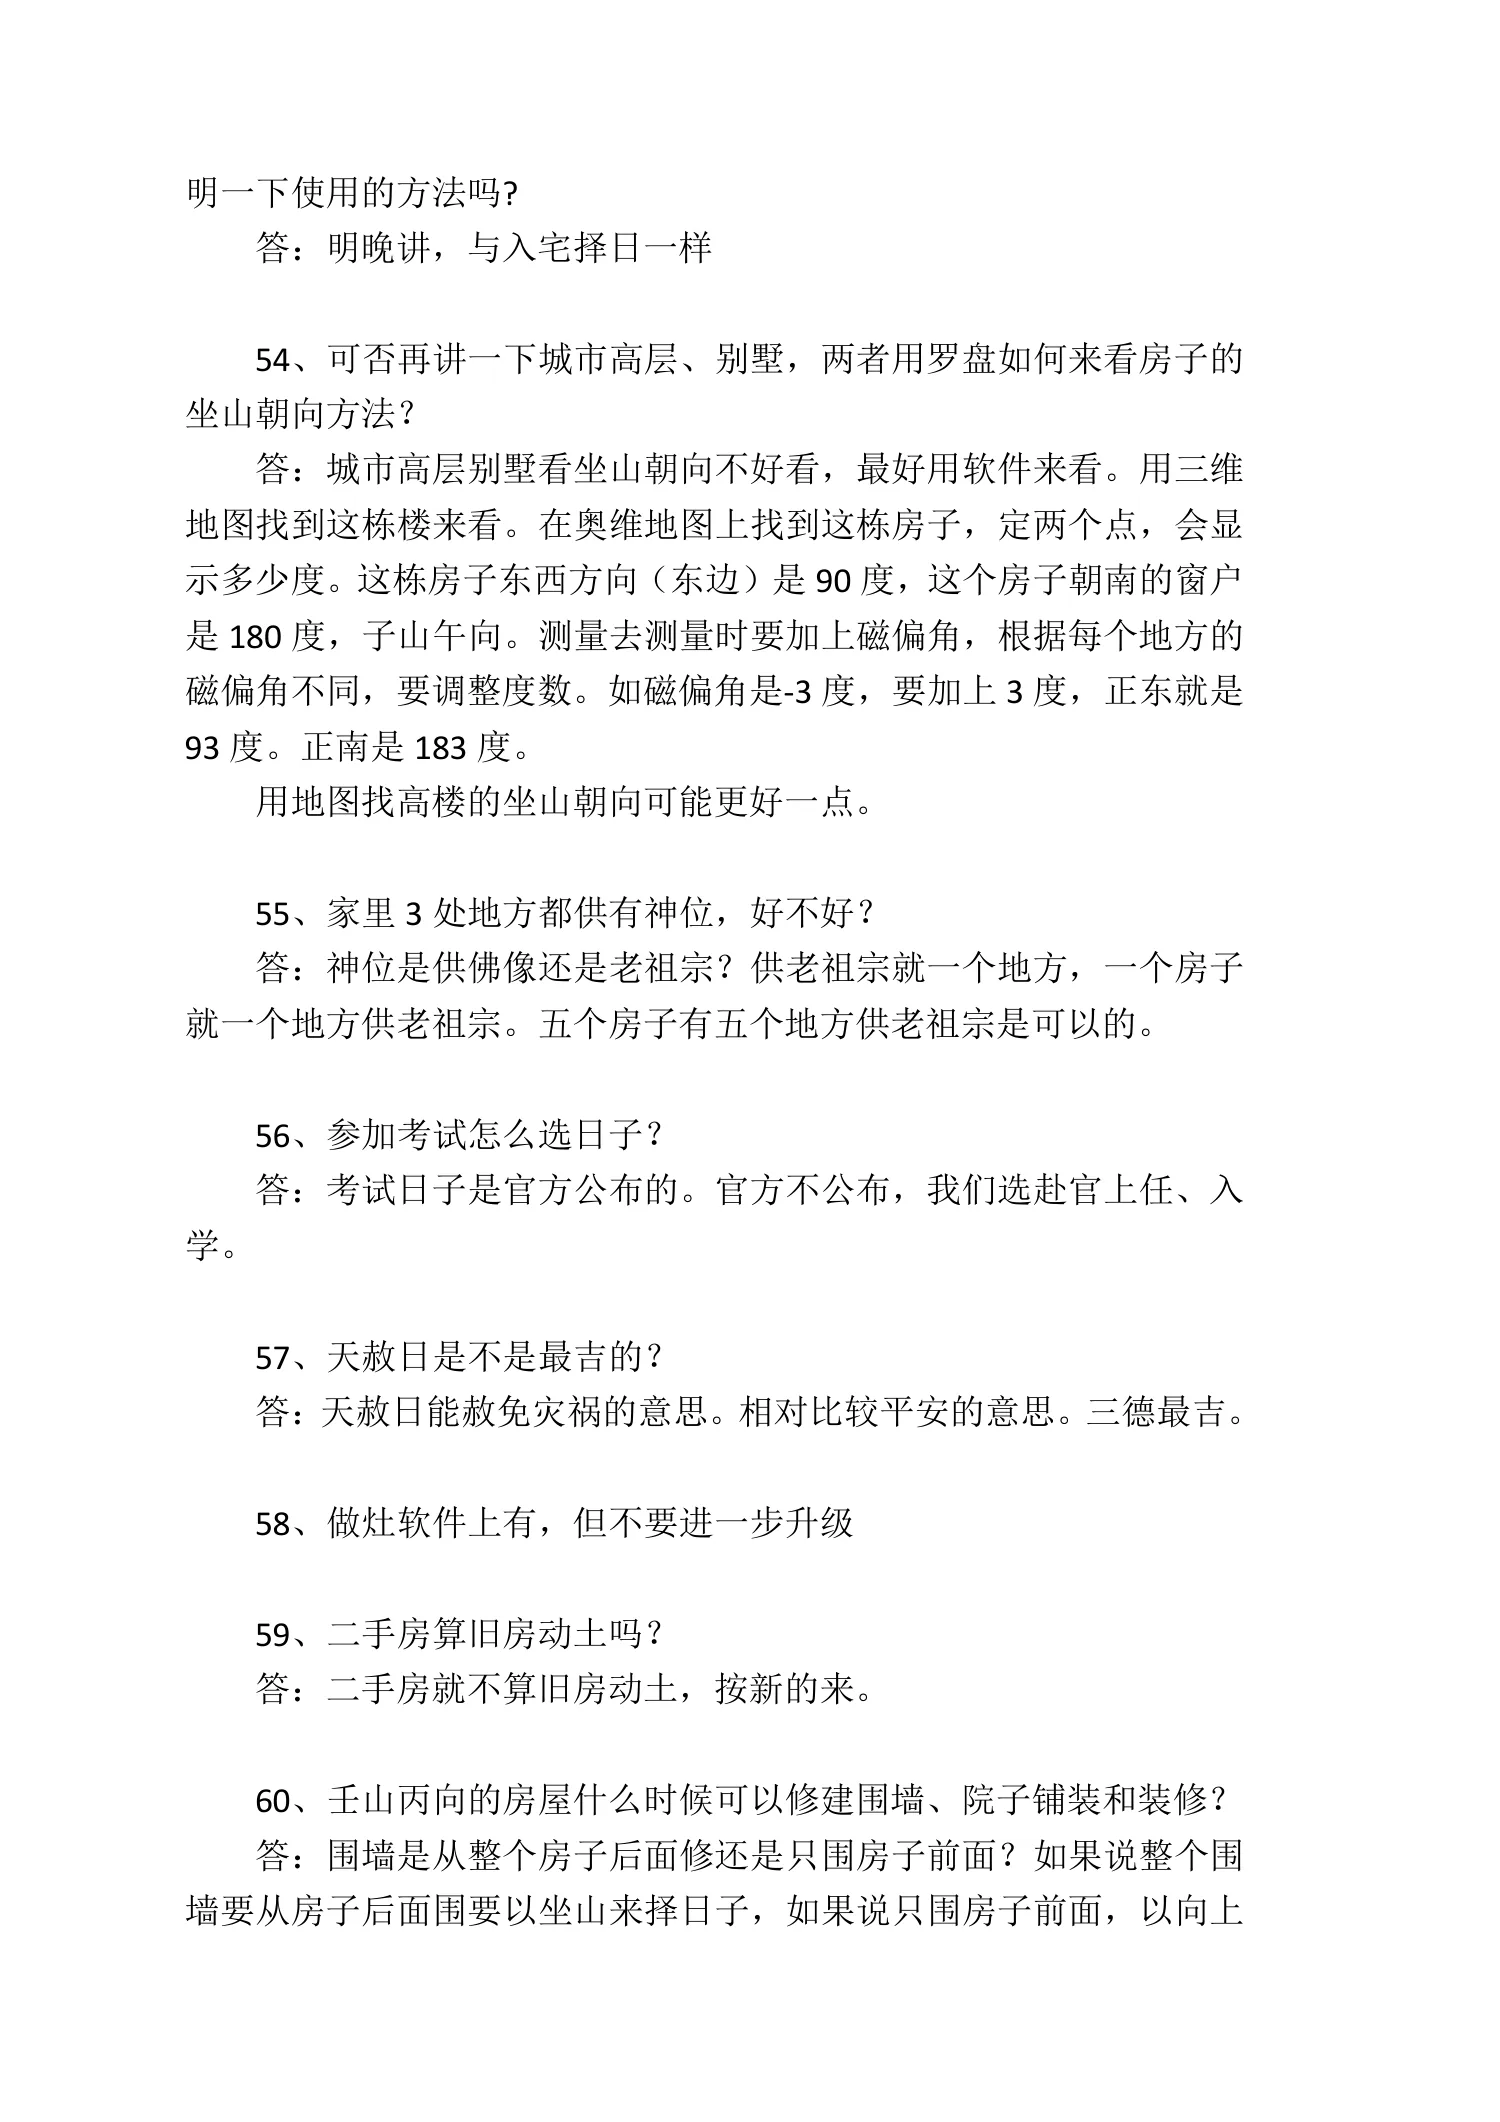 明一下使用的方法吗?
答：明晚讲，与入宅择日一样
54、可否再讲一下城市高层、别墅，两者用罗盘如何来看房子的
坐山朝向方法？
答：城市高层别墅看坐山朝向不好看，最好用软件来看。用三维
地图找到这栋楼来看。在奥维地图上找到这栋房子，定两个点，会显
示多少度。这栋房子东西方向（东边）是 90 度，这个房子朝南的窗户
是 180 度，子山午向。测量去测量时要加上磁偏角，根据每个地方的
磁偏角不同，要调整度数。如磁偏角是-3 度，要加上 3 度，正东就是
93 度。正南是 183 度。
用地图找高楼的坐山朝向可能更好一点。
55、家里 3 处地方都供有神位，好不好？
答：神位是供佛像还是老祖宗？供老祖宗就一个地方，一个房子
就一个地方供老祖宗。五个房子有五个地方供老祖宗是可以的。
56、参加考试怎么选日子？
答：考试日子是官方公布的。官方不公布，我们选赴官上任、入
学。
57、天赦日是不是最吉的？
答：天赦日能赦免灾祸的意思。相对比较平安的意思。三德最吉。
58、做灶软件上有，但不要进一步升级
59、二手房算旧房动土吗？
答：二手房就不算旧房动土，按新的来。
60、壬山丙向的房屋什么时候可以修建围墙、院子铺装和装修？
答：围墙是从整个房子后面修还是只围房子前面？如果说整个围
墙要从房子后面围要以坐山来择日子，如果说只围房子前面，以向上